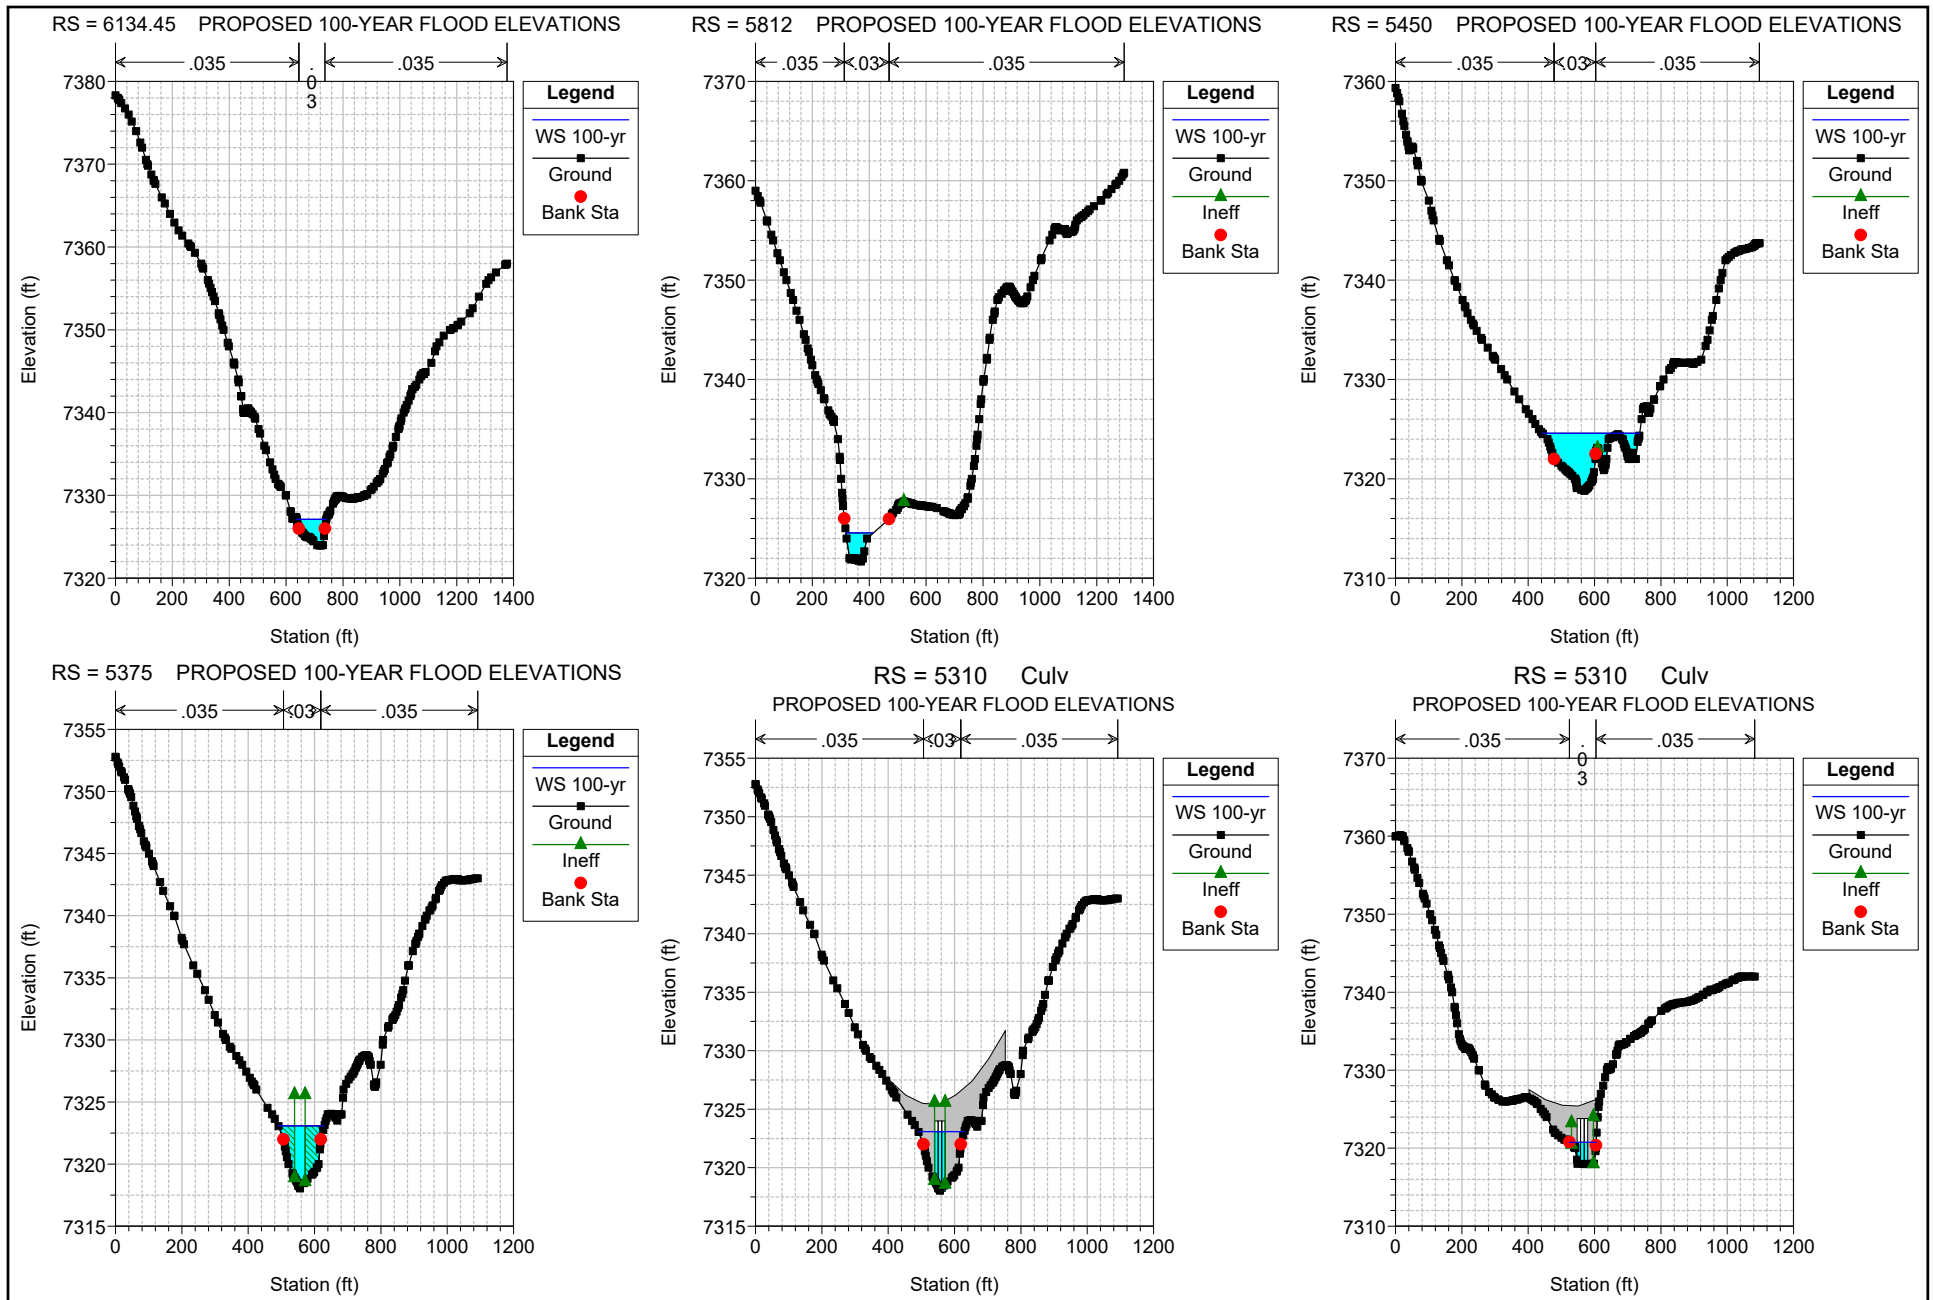 RS = 6134.45 PROPOSED 100-YEAR FLOOD ELEVATIONS
.035 .03 .035
Elevation (ft)
7380
7370
7360
7350
7340
7330
7320
0 200 400 600 800 1000 1200 1400
Station (ft)
Legend
WS 100-yr
Ground
Bank Sta
RS = 5812 PROPOSED 100-YEAR FLOOD ELEVATIONS
.035 .03 .035
Elevation (ft)
7370
7360
7350
7340
7330
7320
0 200 400 600 800 1000 1200 1400
Station (ft)
Legend
WS 100-yr
Ground
Ineff
Bank Sta
RS = 5450 PROPOSED 100-YEAR FLOOD ELEVATIONS
.035 .03 .035
Elevation (ft)
7360
7350
7340
7330
7320
7310
0 200 400 600 800 1000 1200
Station (ft)
Legend
WS 100-yr
Ground
Ineff
Bank Sta
RS = 5375 PROPOSED 100-YEAR FLOOD ELEVATIONS
.035 .03 .035
Elevation (ft)
7355
7350
7345
7340
7335
7330
7325
7320
7315
0 200 400 600 800 1000 1200
Station (ft)
Legend
WS 100-yr
Ground
Ineff
Bank Sta
RS = 5310 Culv
PROPOSED 100-YEAR FLOOD ELEVATIONS
.035 .03 .035
Elevation (ft)
7355
7350
7345
7340
7335
7330
7325
7320
7315
0 200 400 600 800 1000 1200
Station (ft)
Legend
WS 100-yr
Ground
Ineff
Bank Sta
RS = 5310 Culv
PROPOSED 100-YEAR FLOOD ELEVATIONS
.035 .03 .035
Elevation (ft)
7370
7360
7350
7340
7330
7320
7310
0 200 400 600 800 1000 1200
Station (ft)
Legend
WS 100-yr
Ground
Ineff
Bank Sta